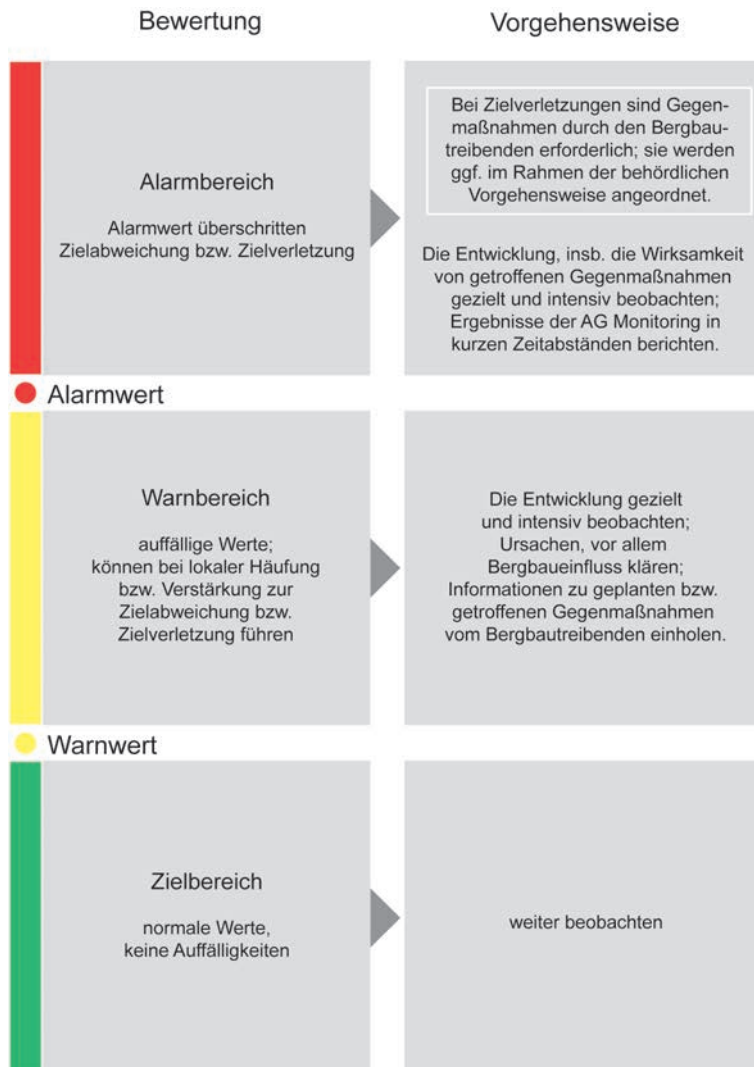 Bewertung
Vorgehensweise
Alarmbereich
Alarmwert überschritten
Zielabweichung bzw. Zielverletzung
Bei Zielverletzungen sind Gegen-
maßnahmen durch den Bergbau-
treibenden erforderlich; sie werden
ggf. im Rahmen der behördlichen
Vorgehensweise angeordnet.
Die Entwicklung, insb. die Wirksamkeit
von getroffenen Gegenmaßnahmen
gezielt und intensiv beobachten;
Ergebnisse der AG Monitoring in
kurzen Zeitabständen berichten.
Alarmwert
Warnbereich
auffällige Werte;
können bei lokaler Häufung
bzw. Verstärkung zur
Zielabweichung bzw.
Zielverletzung führen
Die Entwicklung gezielt
und intensiv beobachten;
Ursachen, vor allem
Bergbaueinfluss klären;
Informationen zu geplanten bzw.
getroffenen Gegenmaßnahmen
vom Bergbautreibenden einholen.
Warnwert
Zielbereich
normale Werte,
keine Auffälligkeiten
weiter beobachten